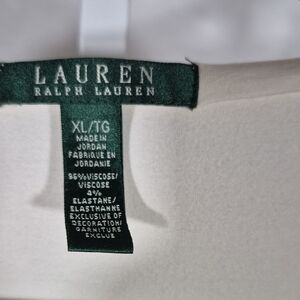 LAUREN
RALPH LAUREN
XL/TG
MADE IN
JORDAN
FABRIQUE EN
JORDANIE
96%VISCOSE/
VISCOSE
4%
ELASTANE/
ELASTHANNE
EXCLUSIVE OF
DECORATION/
GARNITURE
EXCLUE